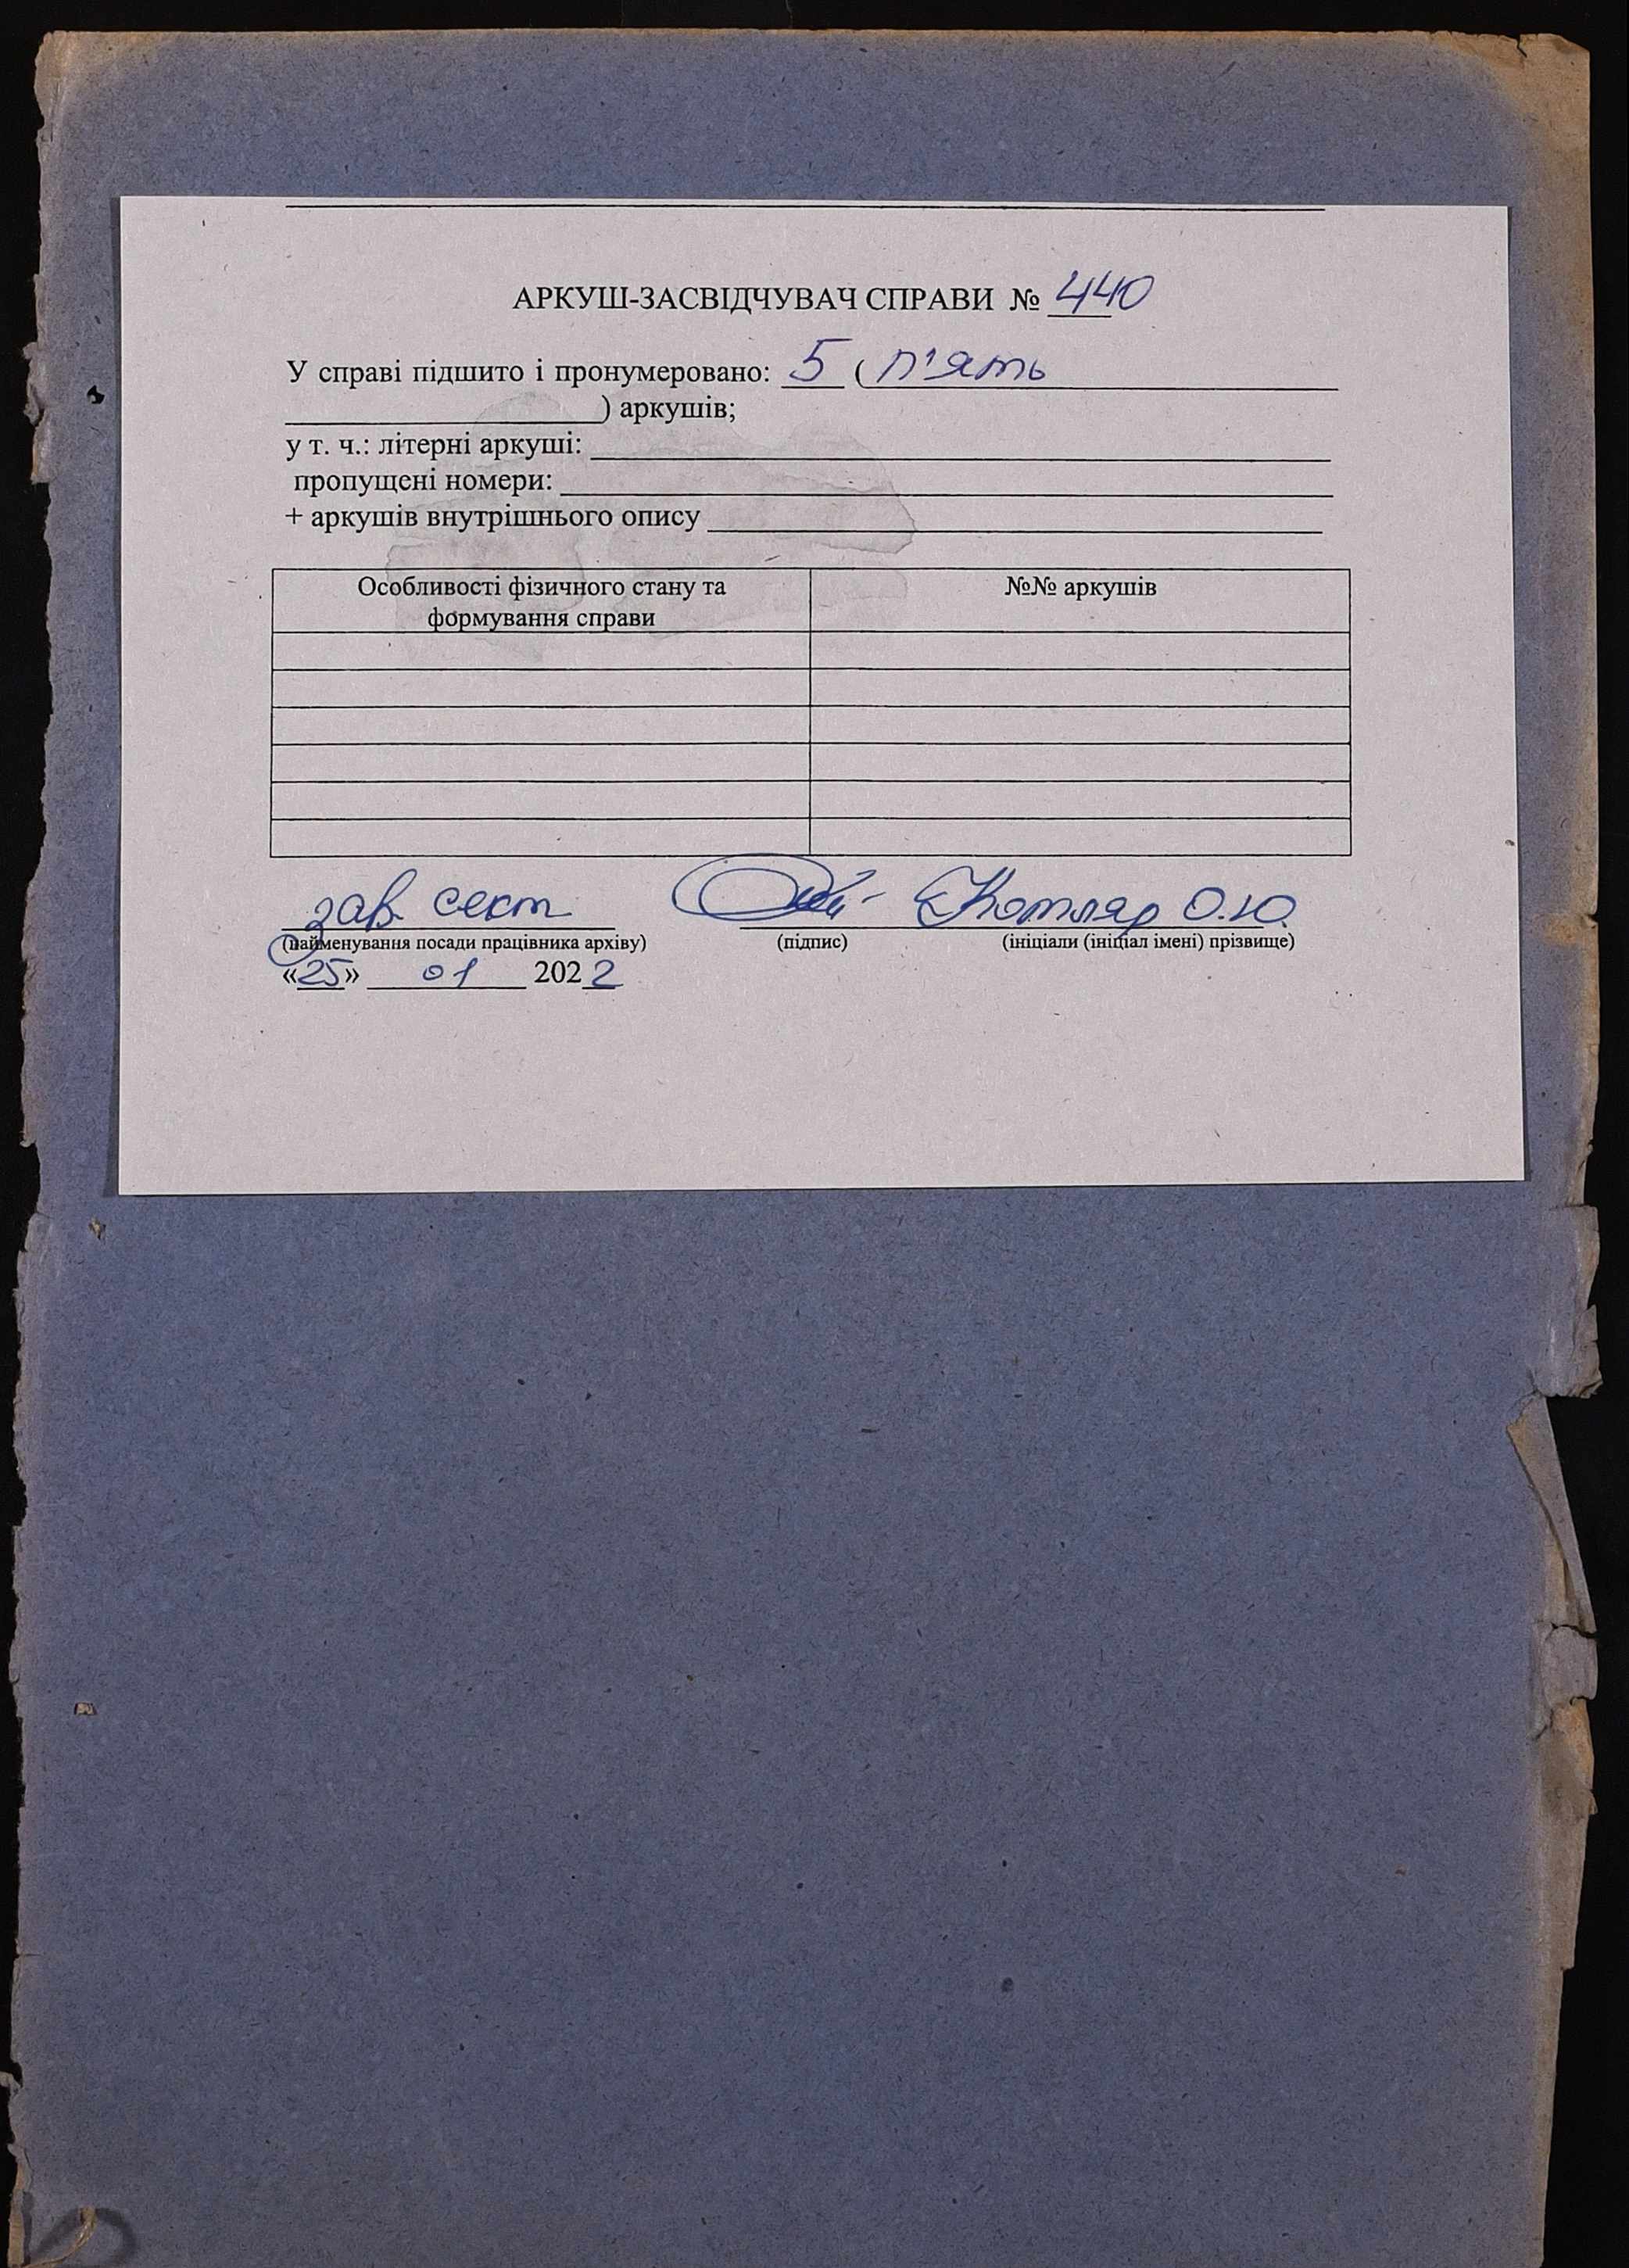 АРКУШ-ЗАСВІДЧУВАЧ СПРАВИ № 440
У справі підшито і пронумеровано: 5 ( п'ять
) аркушів;
у т. ч.: літерні аркуші:
пропущені номери:
+ аркушів внутрішнього опису
Особливості фізичного стану та формування справи
№№ аркушів
зав. сект Котляр О.Ю.
(найменування посади працівника архіву) (підпис) (ініціали (ініціал імені) прізвище)
«25» 01 2022